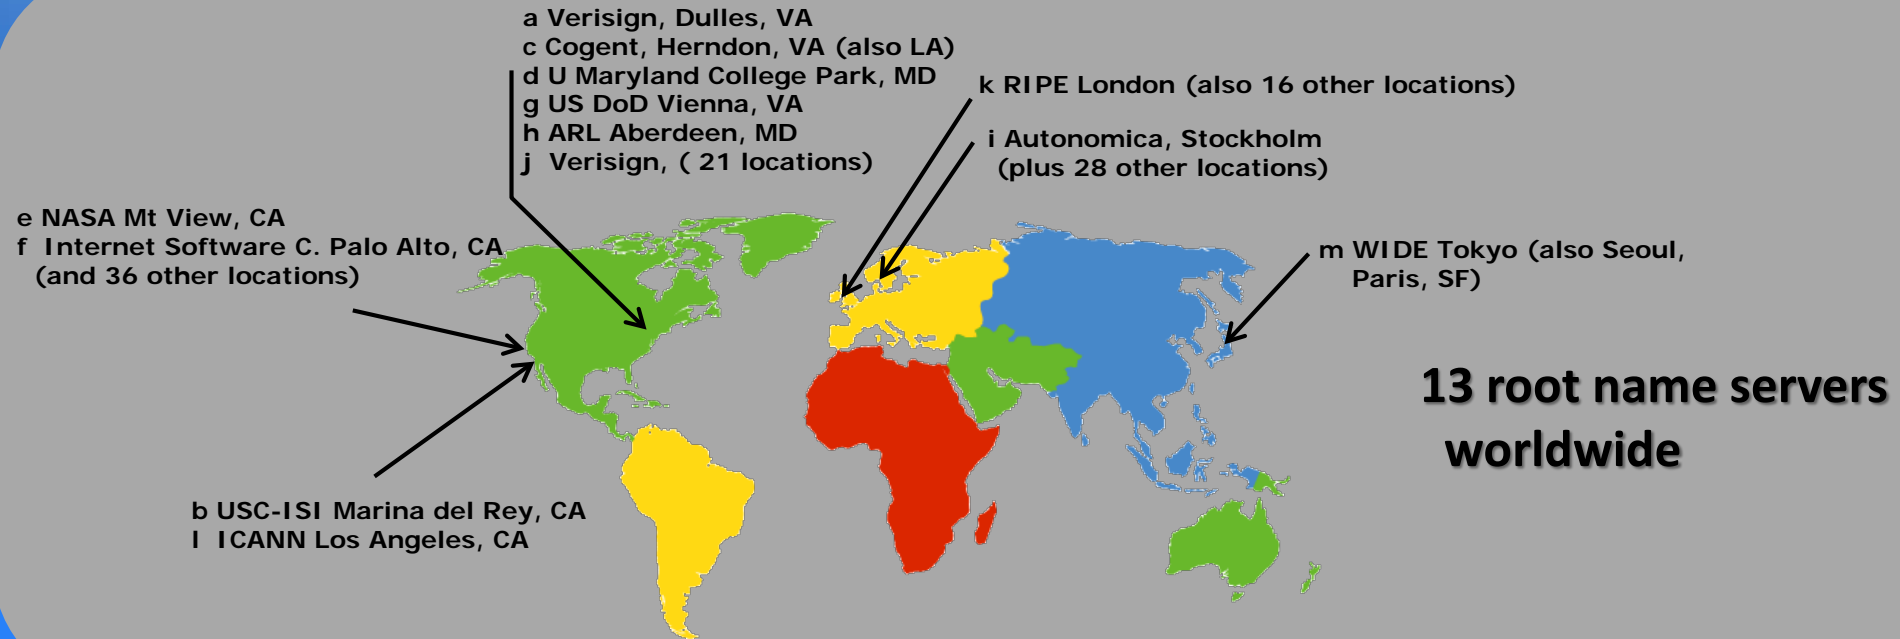 a Verisign, Dulles, VA
c Cogent, Herndon, VA (also LA)
d U Maryland College Park, MD
g US DoD Vienna, VA
h ARL Aberdeen, MD
j Verisign, ( 21 locations)
k RIPE London (also 16 other locations)
i Autonomica, Stockholm
(plus 28 other locations)
e NASA Mt View, CA
f Internet Software C. Palo Alto, CA
(and 36 other locations)
m WIDE Tokyo (also Seoul,
Paris, SF)
13 root name servers
worldwide
b USC-ISI Marina del Rey, CA
l ICANN Los Angeles, CA